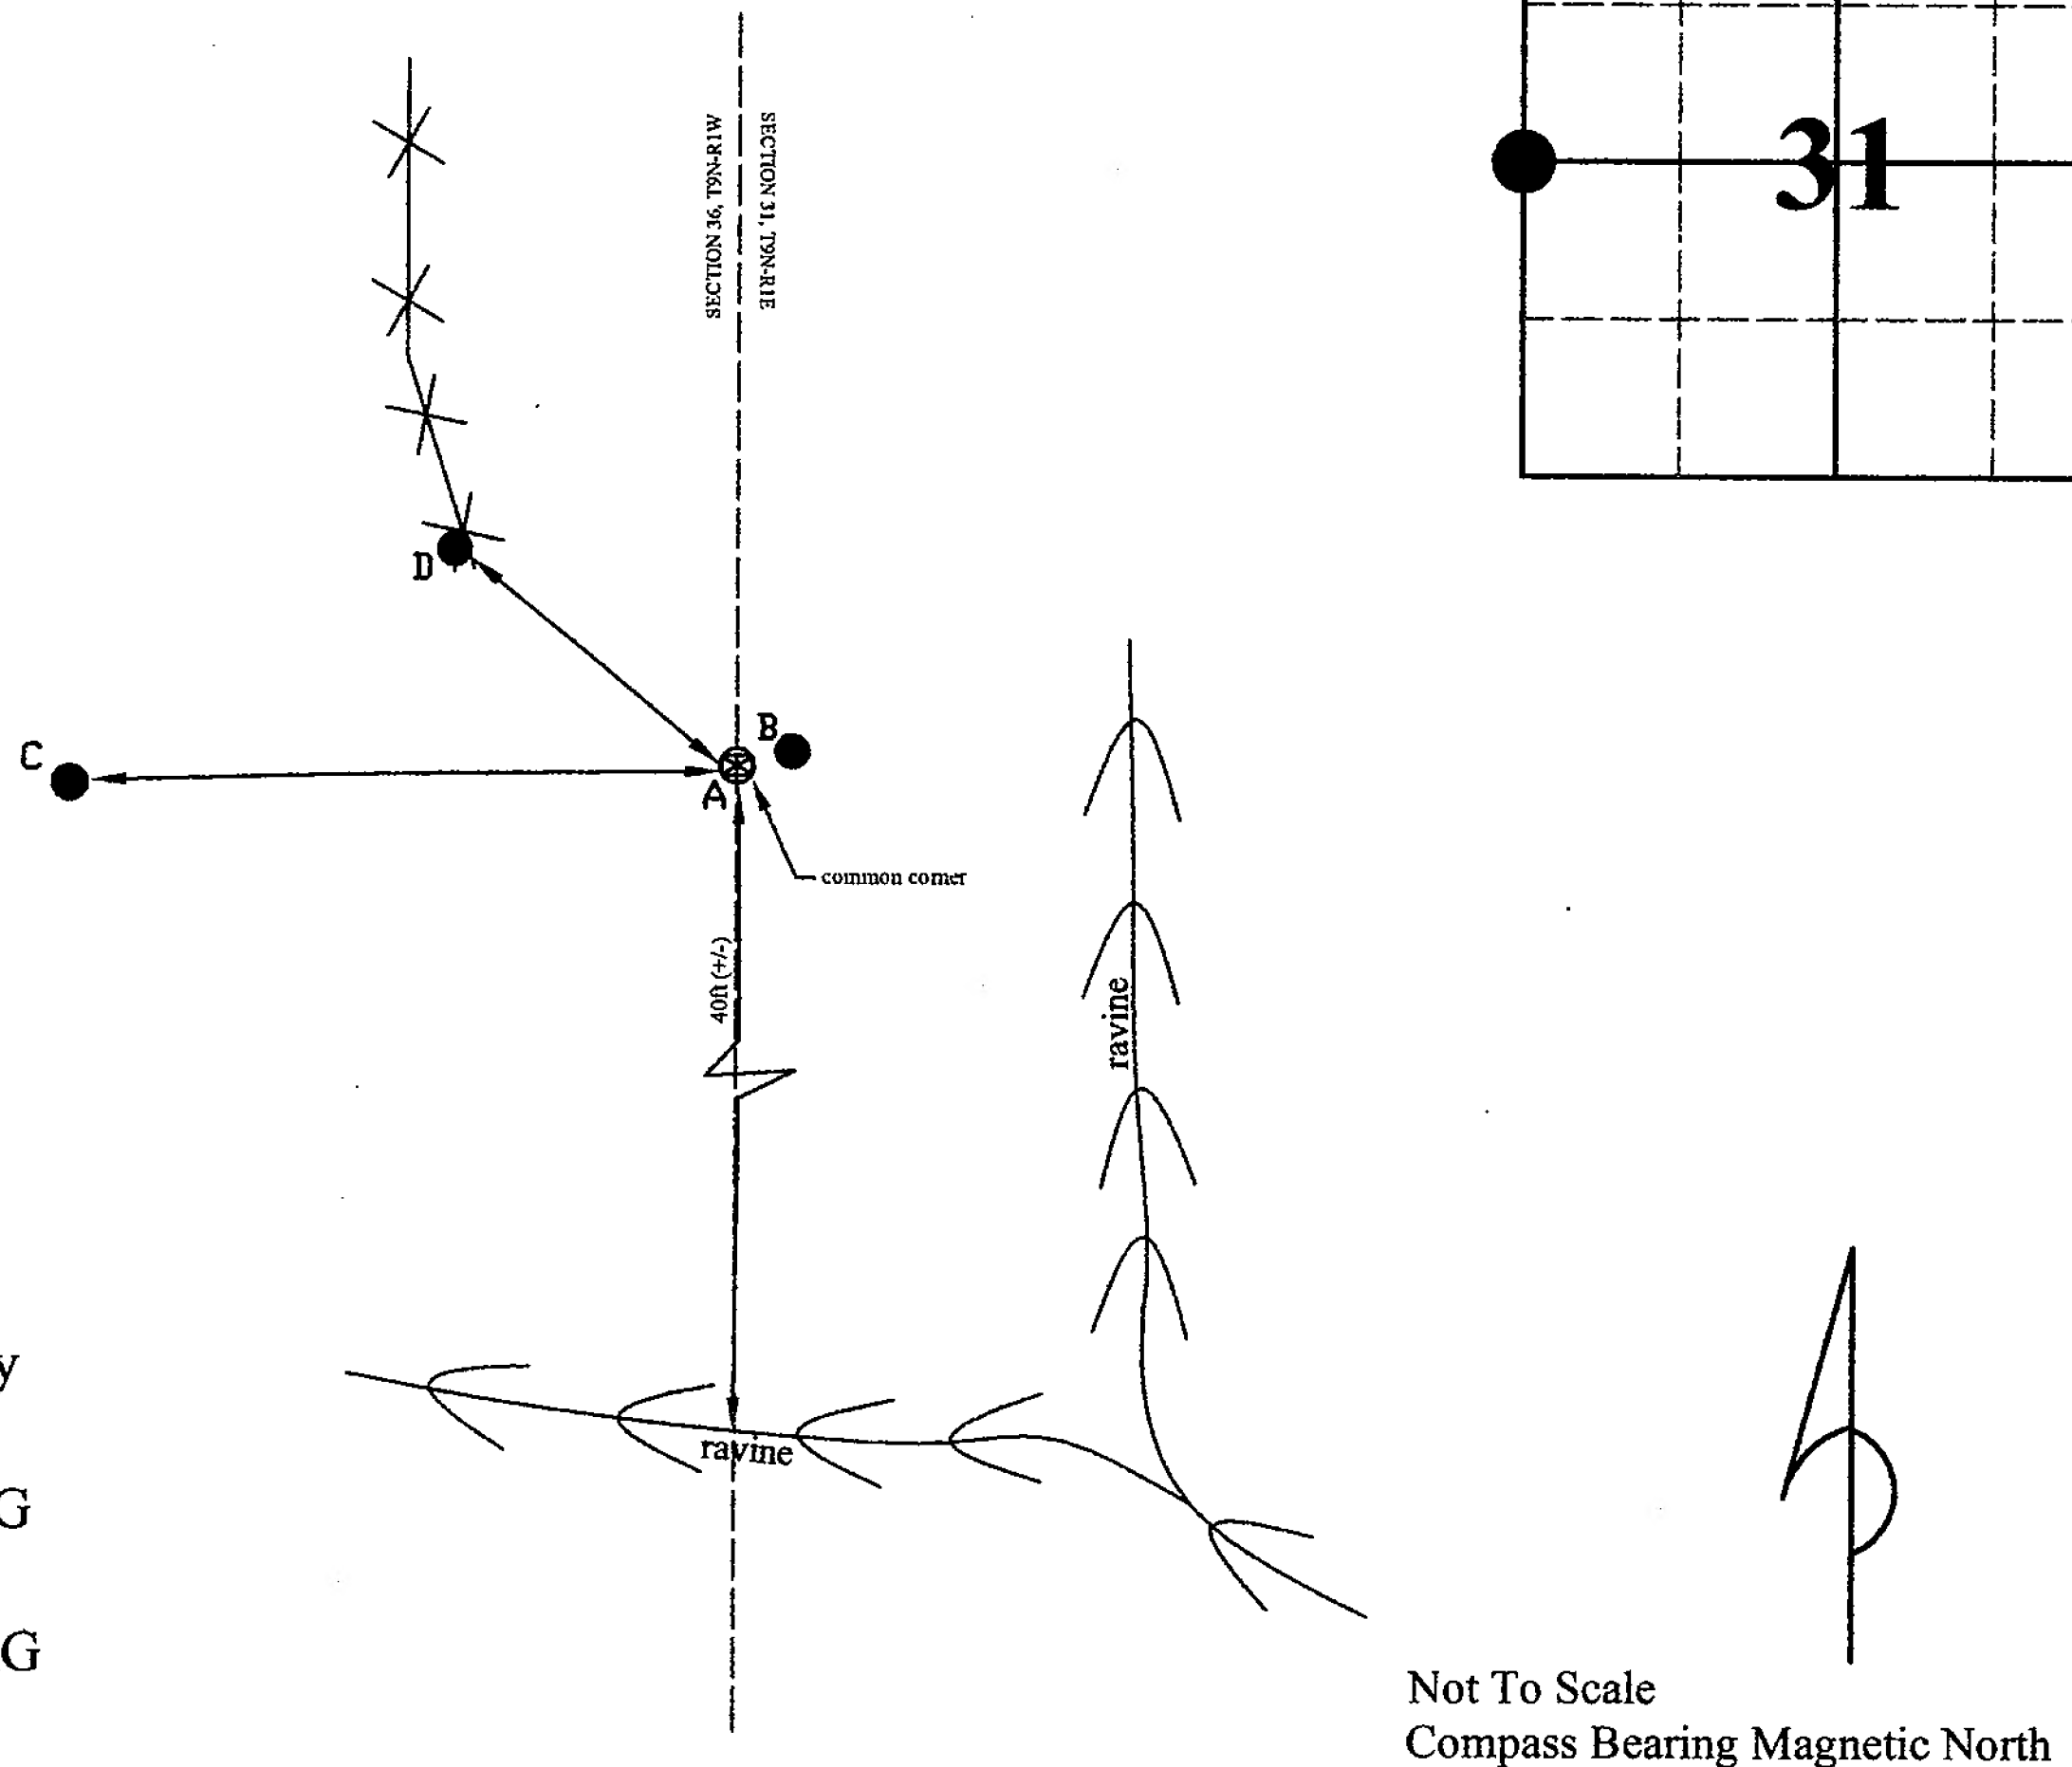 31
SECTION 36, T9N-R1W
SECTION 31, T9N-R1E
D
B
C
A
common corner
40ft (+/-)
ravine
ravine
y
G
G
Not To Scale
Compass Bearing Magnetic North